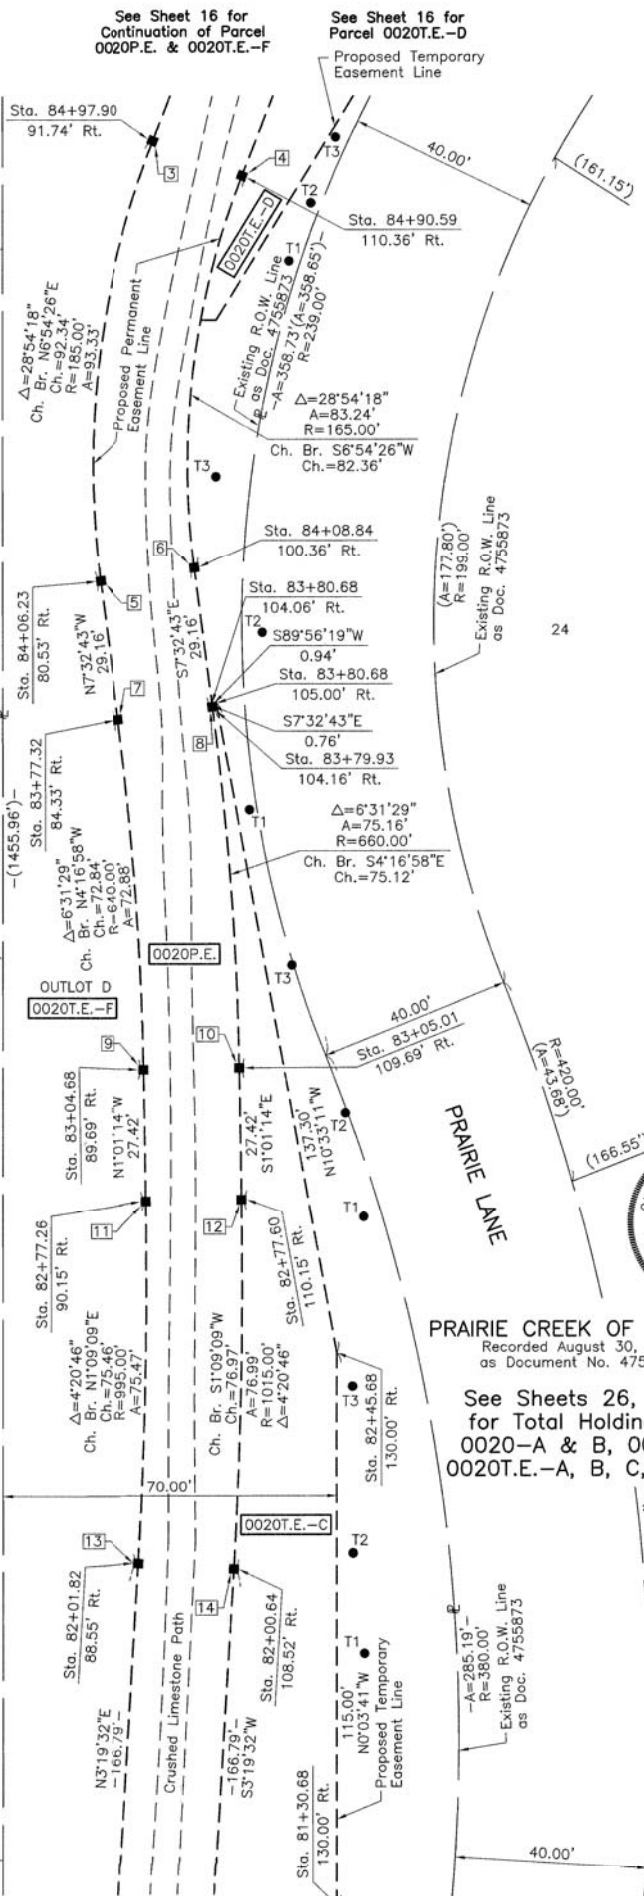 See Sheet 16 for
Continuation of Parcel
0020P.E. & 0020T.E.-F
See Sheet 16 for
Parcel 0020T.E.-D
Proposed Temporary
Easement Line
Sta. 84+97.90
91.74' Rt.
3
4
T3
40.00'
(161.15')
T2
Sta. 84+90.59
110.36' Rt.
0020T.E.-D
T1
Existing R.O.W. Line
as Doc. 4755873
-A=358.73'(A=358.65')-
R=239.00'
Δ=28°54'18"
Ch. Br. N6°54'26"E
Ch.=92.34'
R=185.00'
A=93.33'
Proposed Permanent
Easement Line
Δ=28°54'18"
A=83.24'
R=165.00'
Ch. Br. S6°54'26"W
Ch.=82.36'
T3
Sta. 84+08.84
100.36' Rt.
6
(A=177.80')
R=199.00'
Existing R.O.W. Line
as Doc. 4755873
24
Sta. 84+06.23
80.53' Rt.
5
N7°32'43"W
29.16'
S7°32'43"E
29.16'
Sta. 83+80.68
104.06' Rt.
T2
S89°56'19"W
0.94'
Sta. 83+80.68
105.00' Rt.
S7°32'43"E
0.76'
Sta. 83+79.93
104.16' Rt.
7
8
Sta. 83+77.32
84.33' Rt.
-(1455.96')-
T1
Δ=6°31'29"
A=75.16'
R=660.00'
Ch. Br. S4°16'58"E
Ch.=75.12'
Δ=6°31'29"
Ch. Br. N4°16'58"W
Ch.=72.84'
R=640.00'
A=72.88'
0020P.E.
OUTLOT D
0020T.E.-F
T3
40.00'
9
10
Sta. 83+05.01
109.69' Rt.
R=420.00'
(A=43.68')
Sta. 83+04.68
89.69' Rt.
N1°01'14"W
27.42'
27.42'
S1°01'14"E
137.30'
N10°33'11"W
T2
PRAIRIE LANE
(166.55')
11
12
T1
Sta. 82+77.26
90.15' Rt.
Sta. 82+77.60
110.15' Rt.
PRAIRIE CREEK OF
Recorded August 30,
as Document No. 475
Δ=4°20'46"
Ch. Br. N1°09'09"E
Ch.=75.46'
R=995.00'
A=75.47'
Ch. Br. S1°09'09"W
Ch.=76.97'
A=76.99'
R=1015.00'
Δ=4°20'46"
T3
Sta. 82+45.68
130.00' Rt.
See Sheets 26,
for Total Holdin
0020-A & B, 0
0020T.E.-A, B, C,
70.00'
0020T.E.-C
13
T2
14
Sta. 82+01.82
88.55' Rt.
Sta. 82+00.64
108.52' Rt.
T1
-A=285.19'-
R=380.00'
Existing R.O.W. Line
as Doc. 4755873
N3°19'32"E
-166.79'-
Crushed Limestone Path
-166.79'-
S3°19'32"W
115.00'
N0°03'41"W
Proposed Temporary
Easement Line
Sta. 81+30.68
130.00' Rt.
40.00'